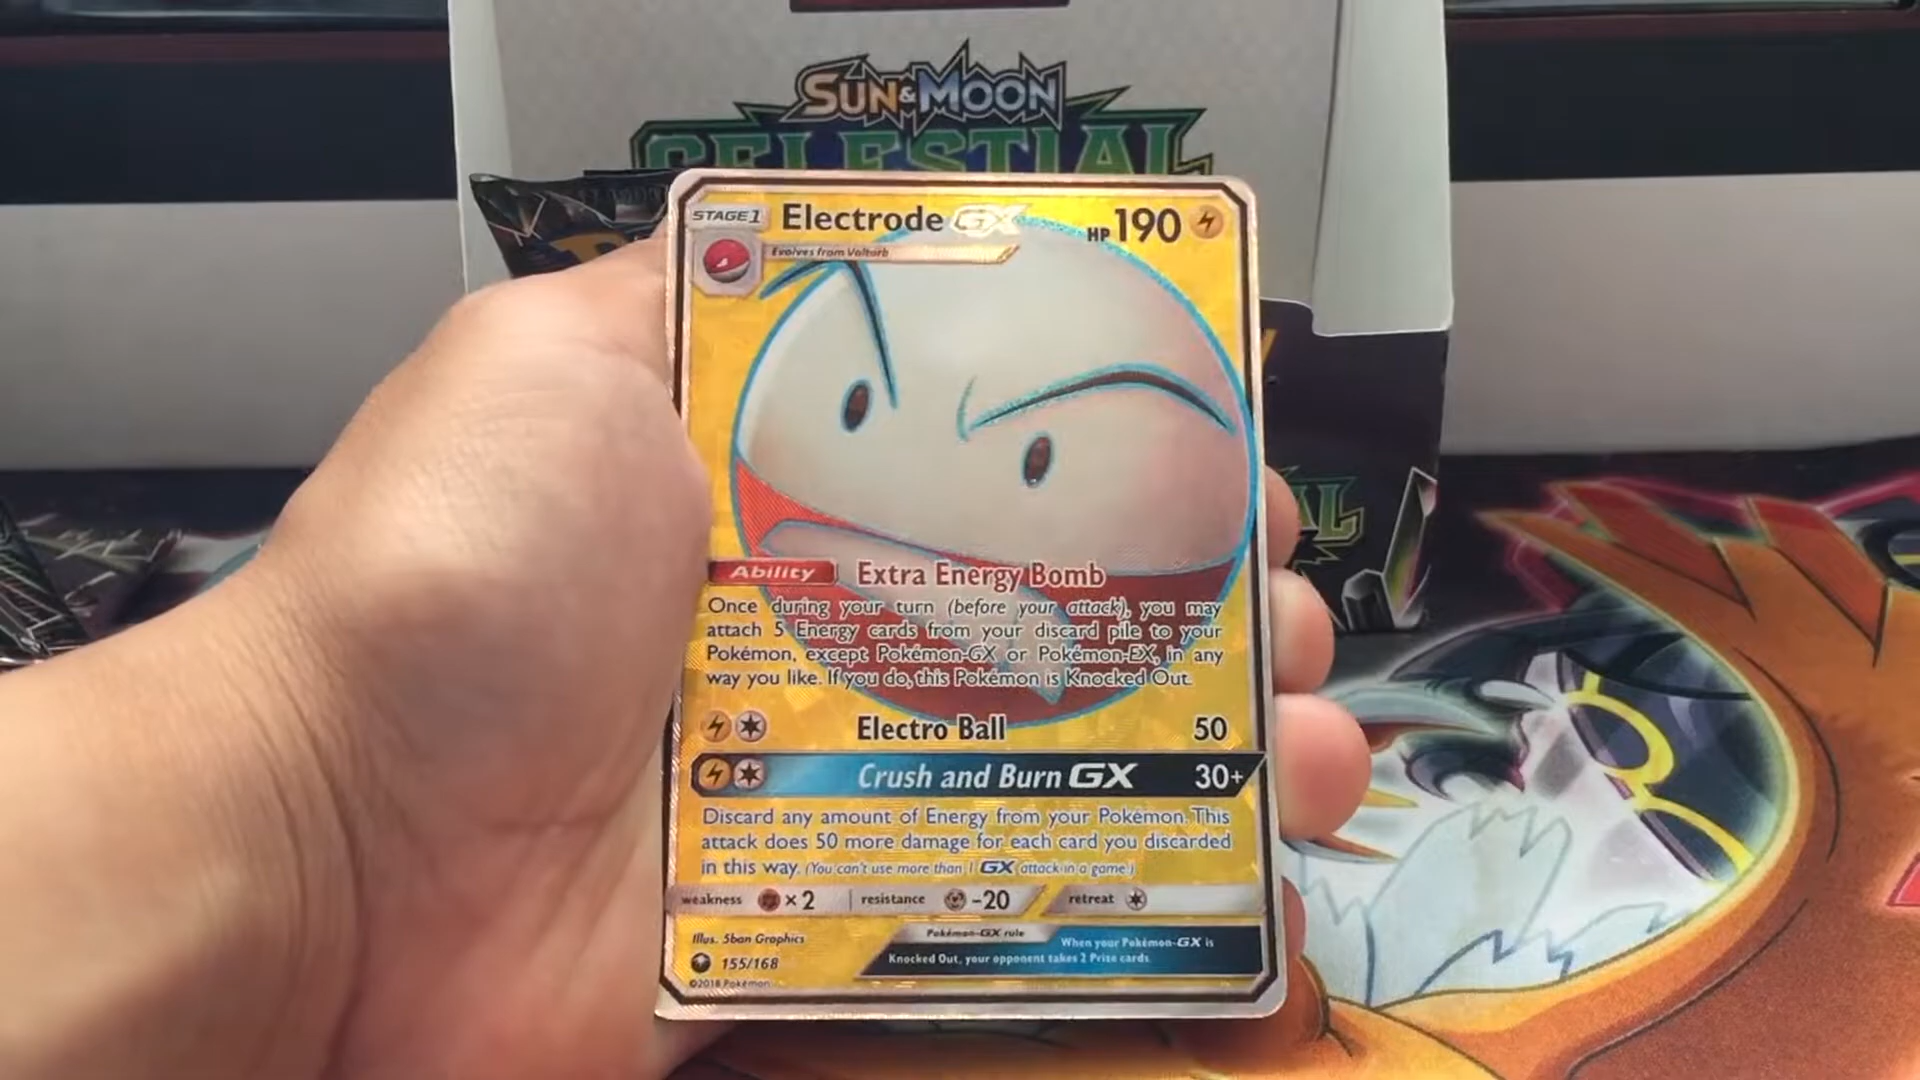 SUN & MOON
CELESTIAL
STAGE 1 Electrode GX HP 190
Evolves from Voltorb
Ability Extra Energy Bomb
Once during your turn (before your attack), you may
attach 5 Energy cards from your discard pile to your
Pokémon, except Pokémon-GX or Pokémon-EX, in any
way you like. If you do, this Pokémon is Knocked Out.
Electro Ball 50
Crush and Burn GX 30+
Discard any amount of Energy from your Pokémon. This
attack does 50 more damage for each card you discarded
in this way. (You can't use more than 1 GX attack in a game.)
weakness ×2 resistance -20 retreat
Illus. 5ban Graphics
155/168
©2018 Pokémon
Pokémon-GX rule
When your Pokémon-GX is
Knocked Out, your opponent takes 2 Prize cards.
AL